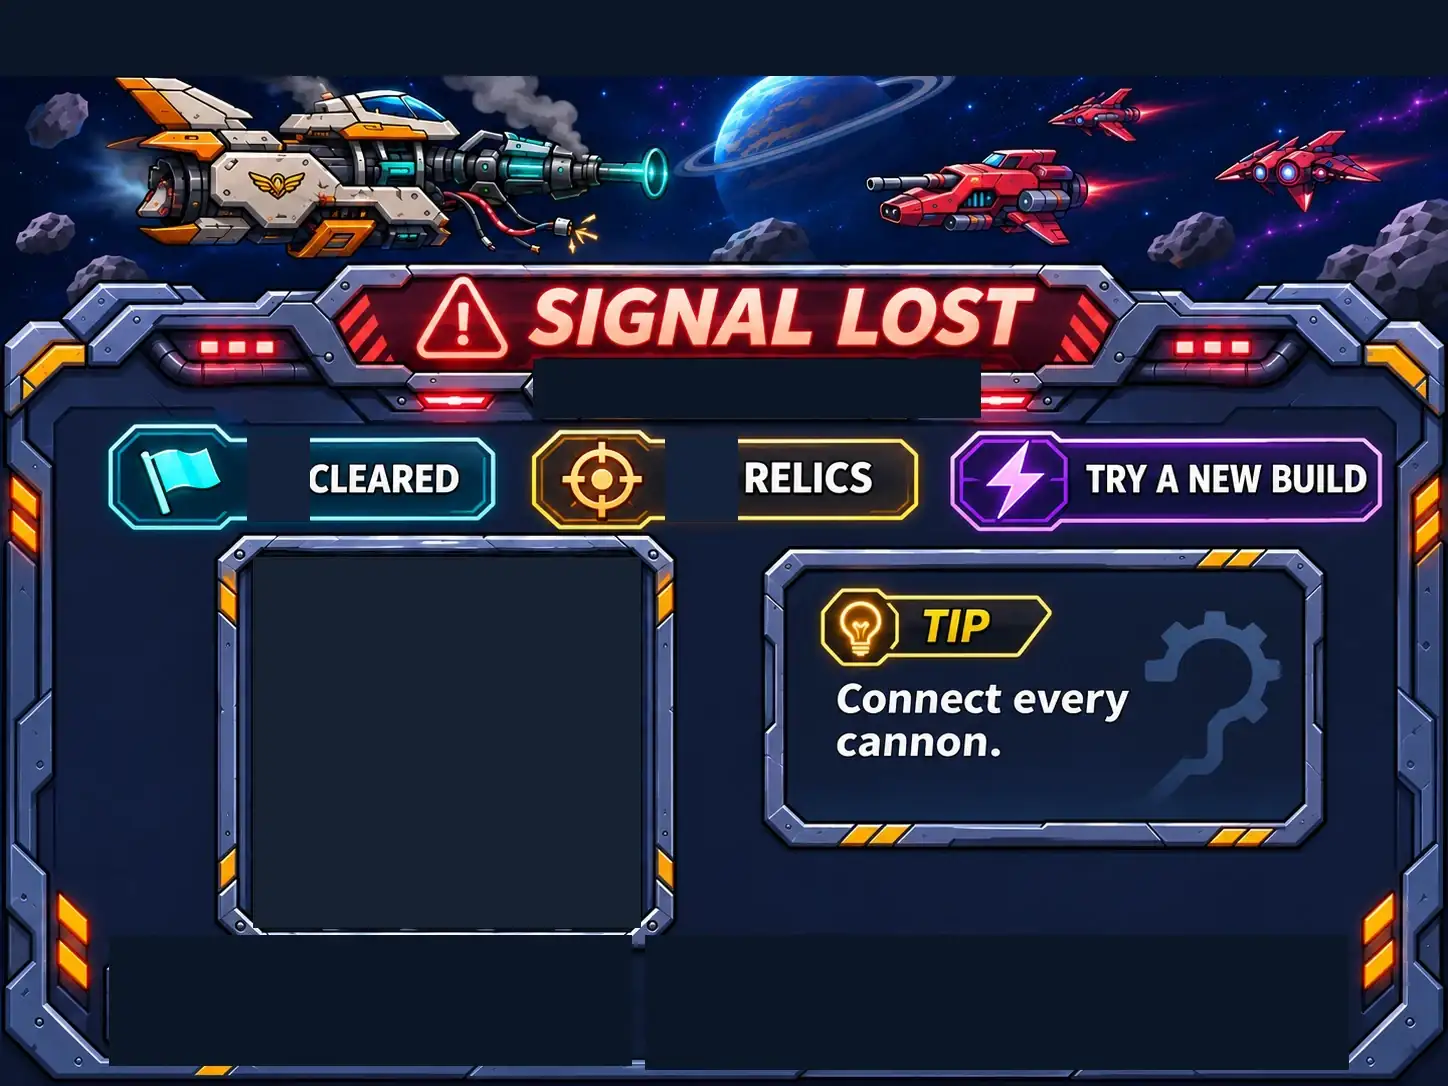 SIGNAL LOST
CLEARED
RELICS
TRY A NEW BUILD
TIP
Connect every
cannon.